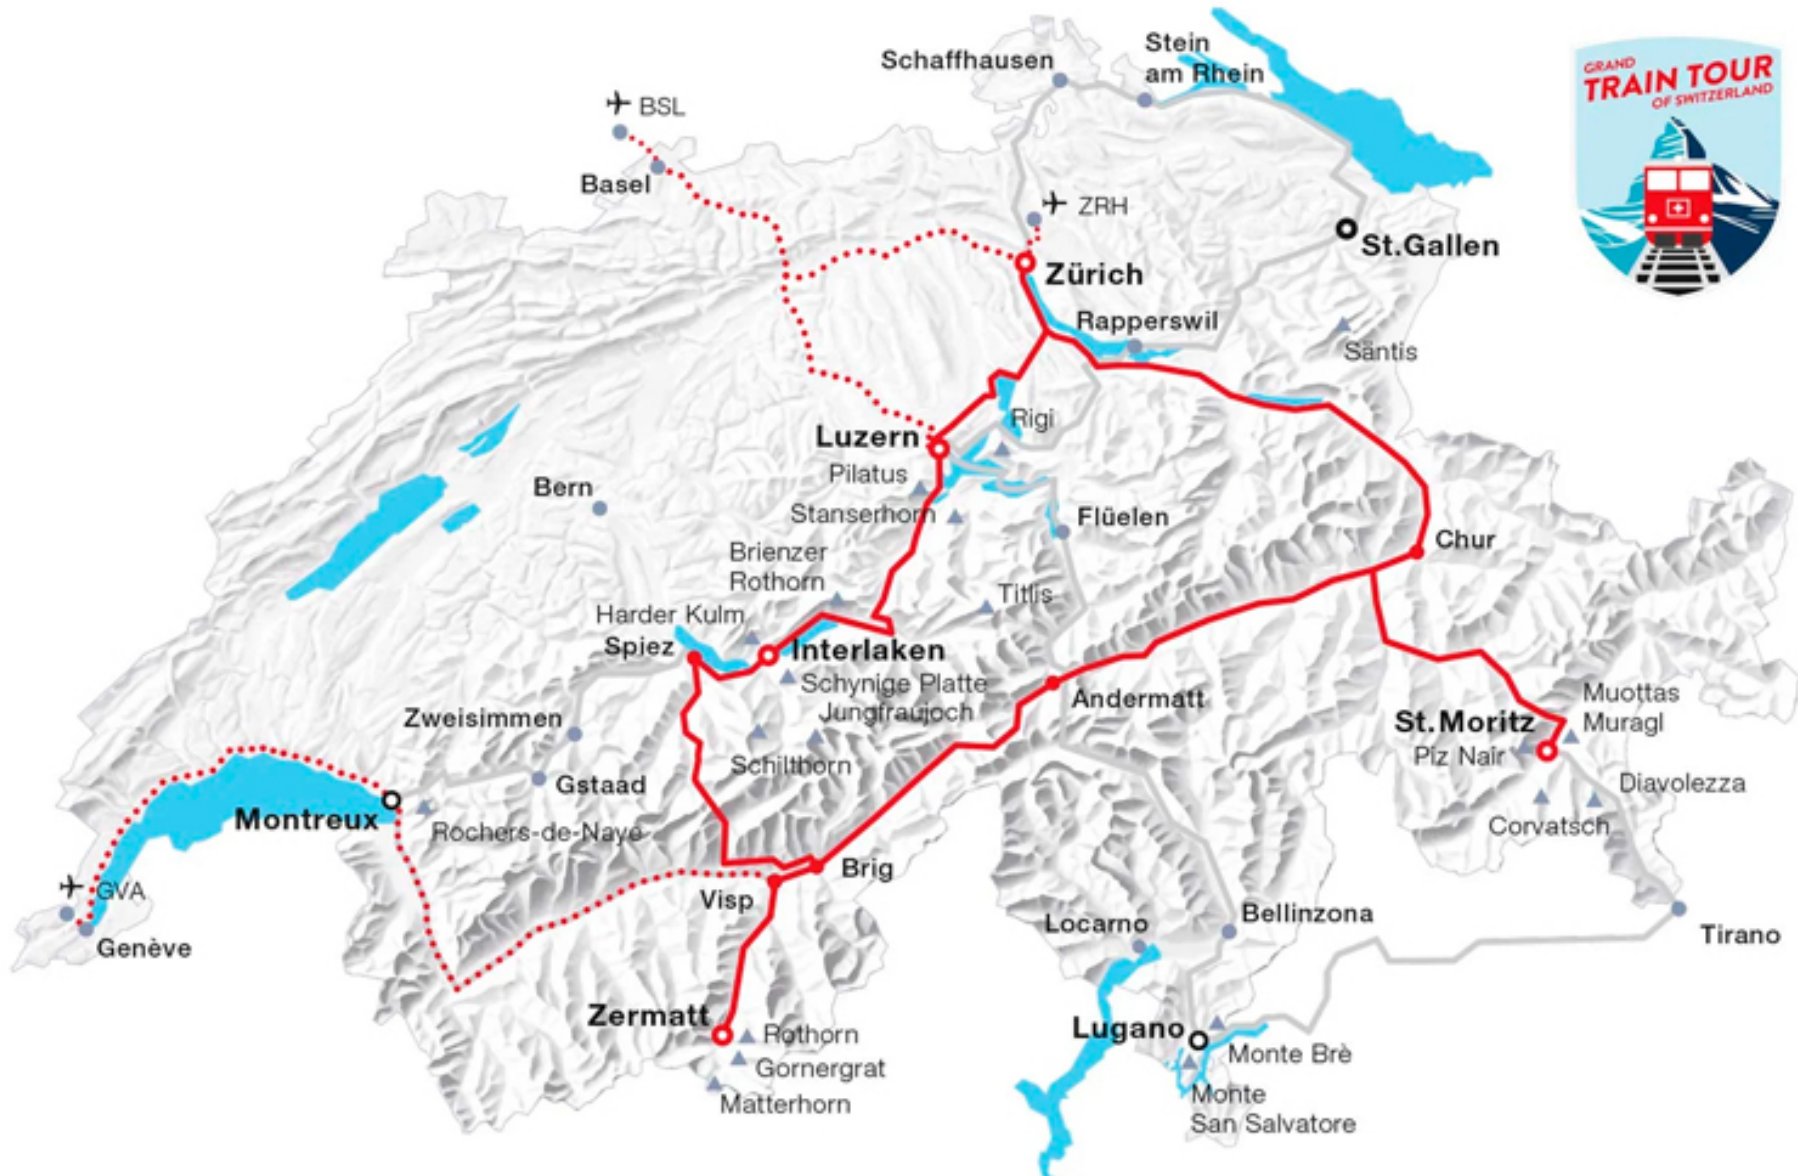 GRAND
TRAIN TOUR
OF SWITZERLAND
Stein
am Rhein
Schaffhausen
BSL
Basel
ZRH
St.Gallen
Zürich
Rapperswil
Säntis
Rigi
Luzern
Pilatus
Bern
Stanserhorn
Flüelen
Chur
Brienzer
Rothorn
Titlis
Harder Kulm
Spiez
Interlaken
Schynige Platte
Jungfraujoch
Andermatt
Muottas
Muragl
Zweisimmen
St.Moritz
Piz Nair
Schilthorn
Gstaad
Diavolezza
Montreux
Corvatsch
Rochers-de-Naye
Brig
GVA
Visp
Genève
Locarno
Bellinzona
Tirano
Zermatt
Rothorn
Lugano
Monte Brè
Gornergrat
Matterhorn
Monte
San Salvatore